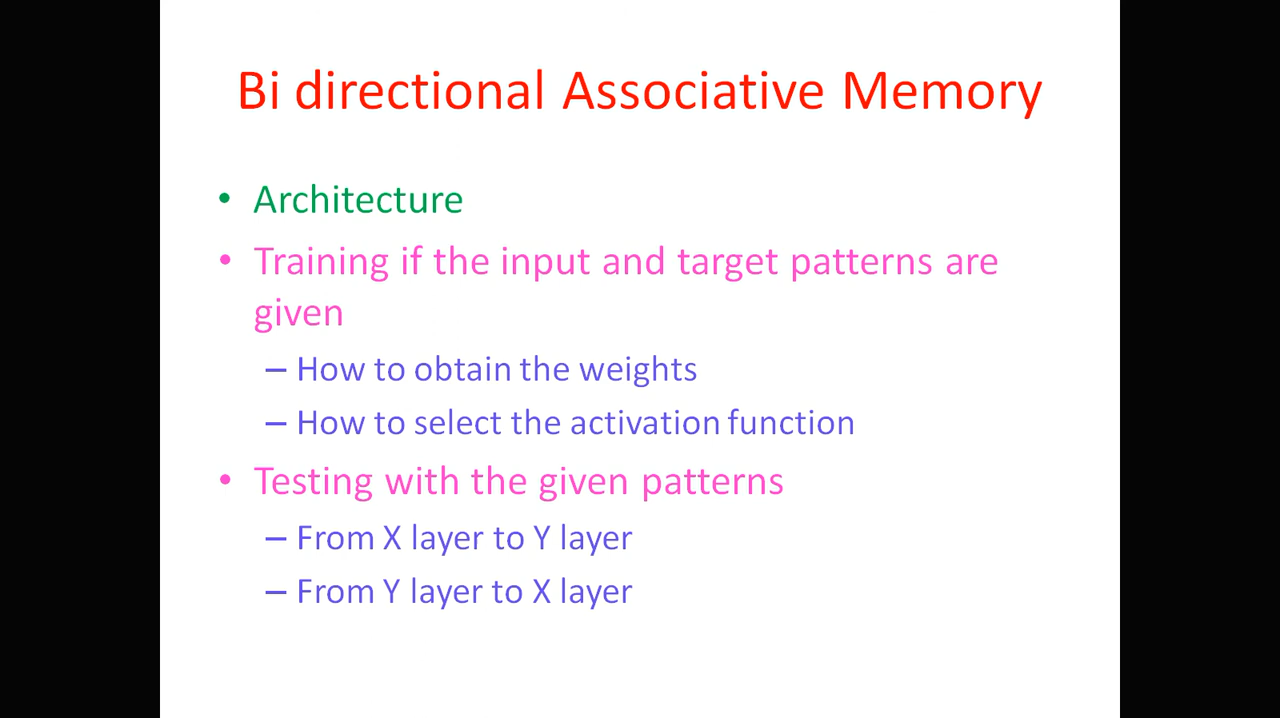 Bi directional Associative Memory
• Architecture
• Training if the input and target patterns are
given
– How to obtain the weights
– How to select the activation function
• Testing with the given patterns
– From X layer to Y layer
– From Y layer to X layer